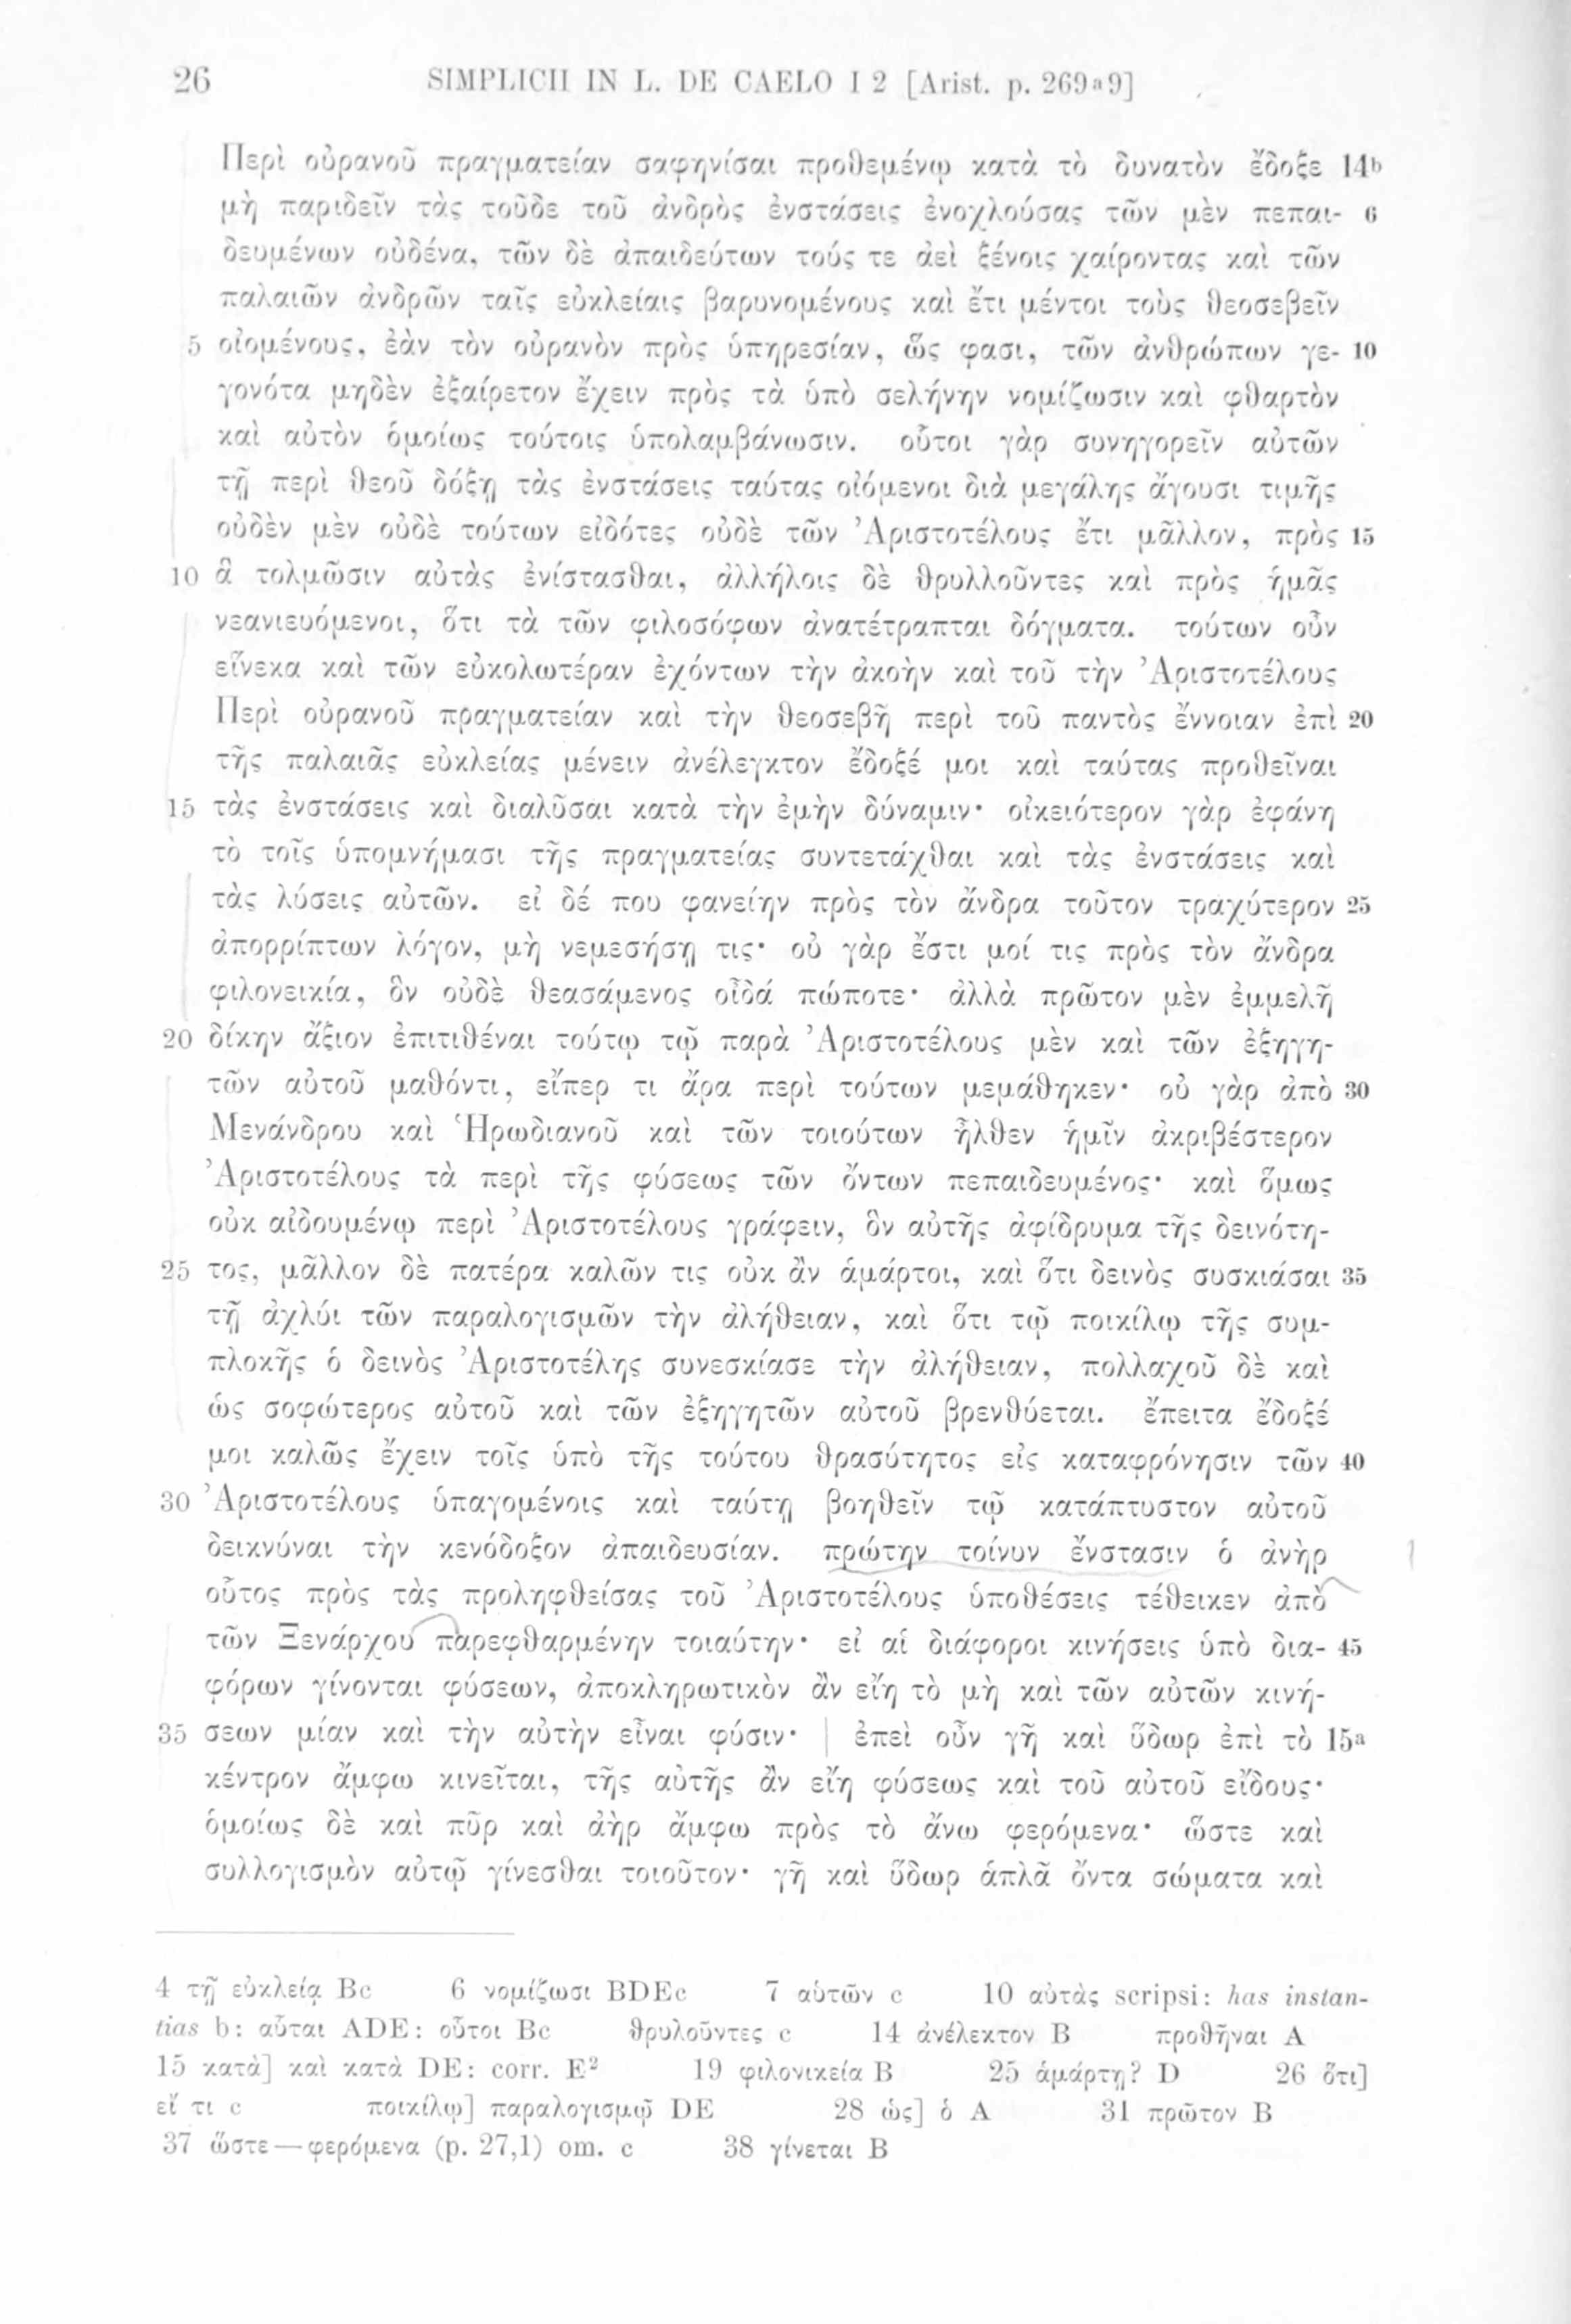 26 SIMPLICII IN L. DE CAELO I 2 [Arist. p. 269ᵃ9]
Περὶ οὐρανοῦ πραγματείαν σαφηνίσαι προθεμένῳ κατὰ τὸ δυνατὸν ἔδοξε 14ᵇ
μὴ παριδεῖν τὰς τοῦδε τοῦ ἀνδρὸς ἐνστάσεις ἐνοχλούσας τῶν μὲν πεπαι- 6
δευμένων οὐδένα, τῶν δὲ ἀπαιδεύτων τούς τε ἀεὶ ξένοις χαίροντας καὶ τῶν
παλαιῶν ἀνδρῶν ταῖς εὐκλείαις βαρυνομένους καὶ ἔτι μέντοι τοὺς θεοσεβεῖν
5 οἰομένους, ἐὰν τὸν οὐρανὸν πρὸς ὑπηρεσίαν, ὥς φασι, τῶν ἀνθρώπων γε- 10
γονότα μηδὲν ἐξαίρετον ἔχειν πρὸς τὰ ὑπὸ σελήνην νομίζωσιν καὶ φθαρτὸν
καὶ αὐτὸν ὁμοίως τούτοις ὑπολαμβάνωσιν. οὗτοι γὰρ συνηγορεῖν αὐτῶν
τῇ περὶ θεοῦ δόξῃ τὰς ἐνστάσεις ταύτας οἰόμενοι διὰ μεγάλης ἄγουσι τιμῆς
οὐδὲν μὲν οὐδὲ τούτων εἰδότες οὐδὲ τῶν Ἀριστοτέλους ἔτι μᾶλλον, πρὸς 15
10 ἃ τολμῶσιν αὐτὰς ἐνίστασθαι, ἀλλήλοις δὲ θρυλλοῦντες καὶ πρὸς ἡμᾶς
νεανιευόμενοι, ὅτι τὰ τῶν φιλοσόφων ἀνατέτραπται δόγματα. τούτων οὖν
εἵνεκα καὶ τῶν εὐκολωτέραν ἐχόντων τὴν ἀκοὴν καὶ τοῦ τὴν Ἀριστοτέλους
Περὶ οὐρανοῦ πραγματείαν καὶ τὴν θεοσεβῆ περὶ τοῦ παντὸς ἔννοιαν ἐπὶ 20
τῆς παλαιᾶς εὐκλείας μένειν ἀνέλεγκτον ἔδοξέ μοι καὶ ταύτας προθεῖναι
15 τὰς ἐνστάσεις καὶ διαλῦσαι κατὰ τὴν ἐμὴν δύναμιν· οἰκειότερον γὰρ ἐφάνη
τὸ τοῖς ὑπομνήμασι τῆς πραγματείας συντετάχθαι καὶ τὰς ἐνστάσεις καὶ
τὰς λύσεις αὐτῶν. εἰ δέ που φανείην πρὸς τὸν ἄνδρα τοῦτον τραχύτερον 25
ἀπορρίπτων λόγον, μὴ νεμεσήσῃ τις· οὐ γὰρ ἔστι μοί τις πρὸς τὸν ἄνδρα
φιλονεικία, ὃν οὐδὲ θεασάμενος οἶδά πώποτε· ἀλλὰ πρῶτον μὲν ἐμμελῆ
20 δίκην ἄξιον ἐπιτιθέναι τούτῳ τῷ παρὰ Ἀριστοτέλους μὲν καὶ τῶν ἐξηγη-
τῶν αὐτοῦ μαθόντι, εἴπερ τι ἄρα περὶ τούτων μεμάθηκεν· οὐ γὰρ ἀπὸ 30
Μενάνδρου καὶ Ἡρωδιανοῦ καὶ τῶν τοιούτων ἦλθεν ἡμῖν ἀκριβέστερον
Ἀριστοτέλους τὰ περὶ τῆς φύσεως τῶν ὄντων πεπαιδευμένος· καὶ ὅμως
οὐκ αἰδουμένῳ περὶ Ἀριστοτέλους γράφειν, ὃν αὐτῆς ἀφίδρυμα τῆς δεινότη-
25 τος, μᾶλλον δὲ πατέρα καλῶν τις οὐκ ἂν ἁμάρτοι, καὶ ὅτι δεινὸς συσκιάσαι 35
τῇ ἀχλύι τῶν παραλογισμῶν τὴν ἀλήθειαν, καὶ ὅτι τῷ ποικίλῳ τῆς συμ-
πλοκῆς ὁ δεινὸς Ἀριστοτέλης συνεσκίασε τὴν ἀλήθειαν, πολλαχοῦ δὲ καὶ
ὡς σοφώτερος αὐτοῦ καὶ τῶν ἐξηγητῶν αὐτοῦ βρενθύεται. ἔπειτα ἔδοξέ
μοι καλῶς ἔχειν τοῖς ὑπὸ τῆς τούτου θρασύτητος εἰς καταφρόνησιν τῶν 40
30 Ἀριστοτέλους ὑπαγομένοις καὶ ταύτῃ βοηθεῖν τῷ κατάπτυστον αὐτοῦ
δεικνύναι τὴν κενόδοξον ἀπαιδευσίαν. πρώτην τοίνυν ἔνστασιν ὁ ἀνὴρ
οὗτος πρὸς τὰς προληφθείσας τοῦ Ἀριστοτέλους ὑποθέσεις τέθεικεν ἀπὸ
τῶν Ξενάρχου παρεφθαρμένην τοιαύτην· εἰ αἱ διάφοροι κινήσεις ὑπὸ δια- 45
φόρων γίνονται φύσεων, ἀποκληρωτικὸν ἂν εἴη τὸ μὴ καὶ τῶν αὐτῶν κινή-
35 σεων μίαν καὶ τὴν αὐτὴν εἶναι φύσιν· | ἐπεὶ οὖν γῆ καὶ ὕδωρ ἐπὶ τὸ 15ᵃ
κέντρον ἄμφω κινεῖται, τῆς αὐτῆς ἂν εἴη φύσεως καὶ τοῦ αὐτοῦ εἴδους·
ὁμοίως δὲ καὶ πῦρ καὶ ἀὴρ ἄμφω πρὸς τὸ ἄνω φερόμενα· ὥστε καὶ
συλλογισμὸν αὐτῷ γίνεσθαι τοιοῦτον· γῆ καὶ ὕδωρ ἁπλᾶ ὄντα σώματα καὶ
4 τῇ εὐκλείᾳ Bc 6 νομίζωσι BDEc 7 αὑτῶν c 10 αὐτὰς scripsi: has instan-
tias b: αὗται ADE: οὗτοι Bc θρυλοῦντες c 14 ἀνέλεκτον B προθῆναι A
15 κατὰ] καὶ κατὰ DE: corr. E² 19 φιλονικεία B 25 ἁμάρτῃ? D 26 ὅτι]
εἴ τι c ποικίλῳ] παραλογισμῷ DE 28 ὡς] ὁ A 31 πρῶτον B
37 ὥστε—φερόμενα (p. 27,1) om. c 38 γίνεται B